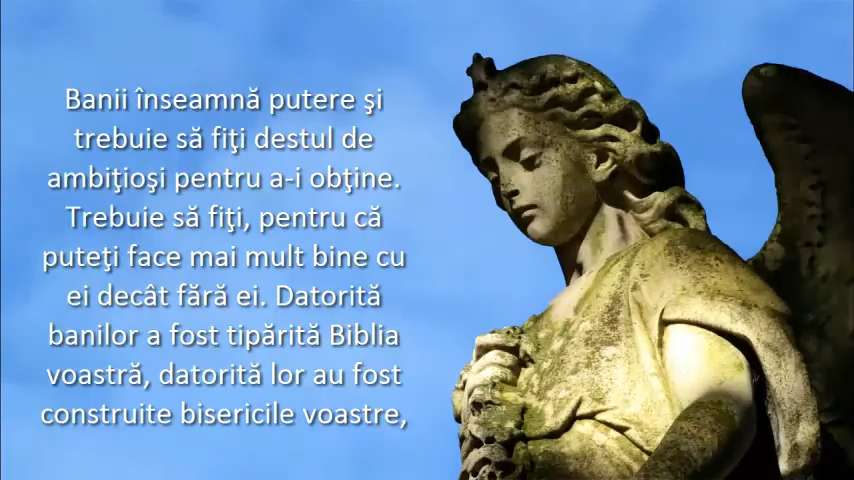 Banii înseamnă putere şi
trebuie să fiţi destul de
ambiţioşi pentru a-i obţine.
Trebuie să fiţi, pentru că
puteţi face mai mult bine cu
ei decât fără ei. Datorită
banilor a fost tipărită Biblia
voastră, datorită lor au fost
construite bisericile voastre,